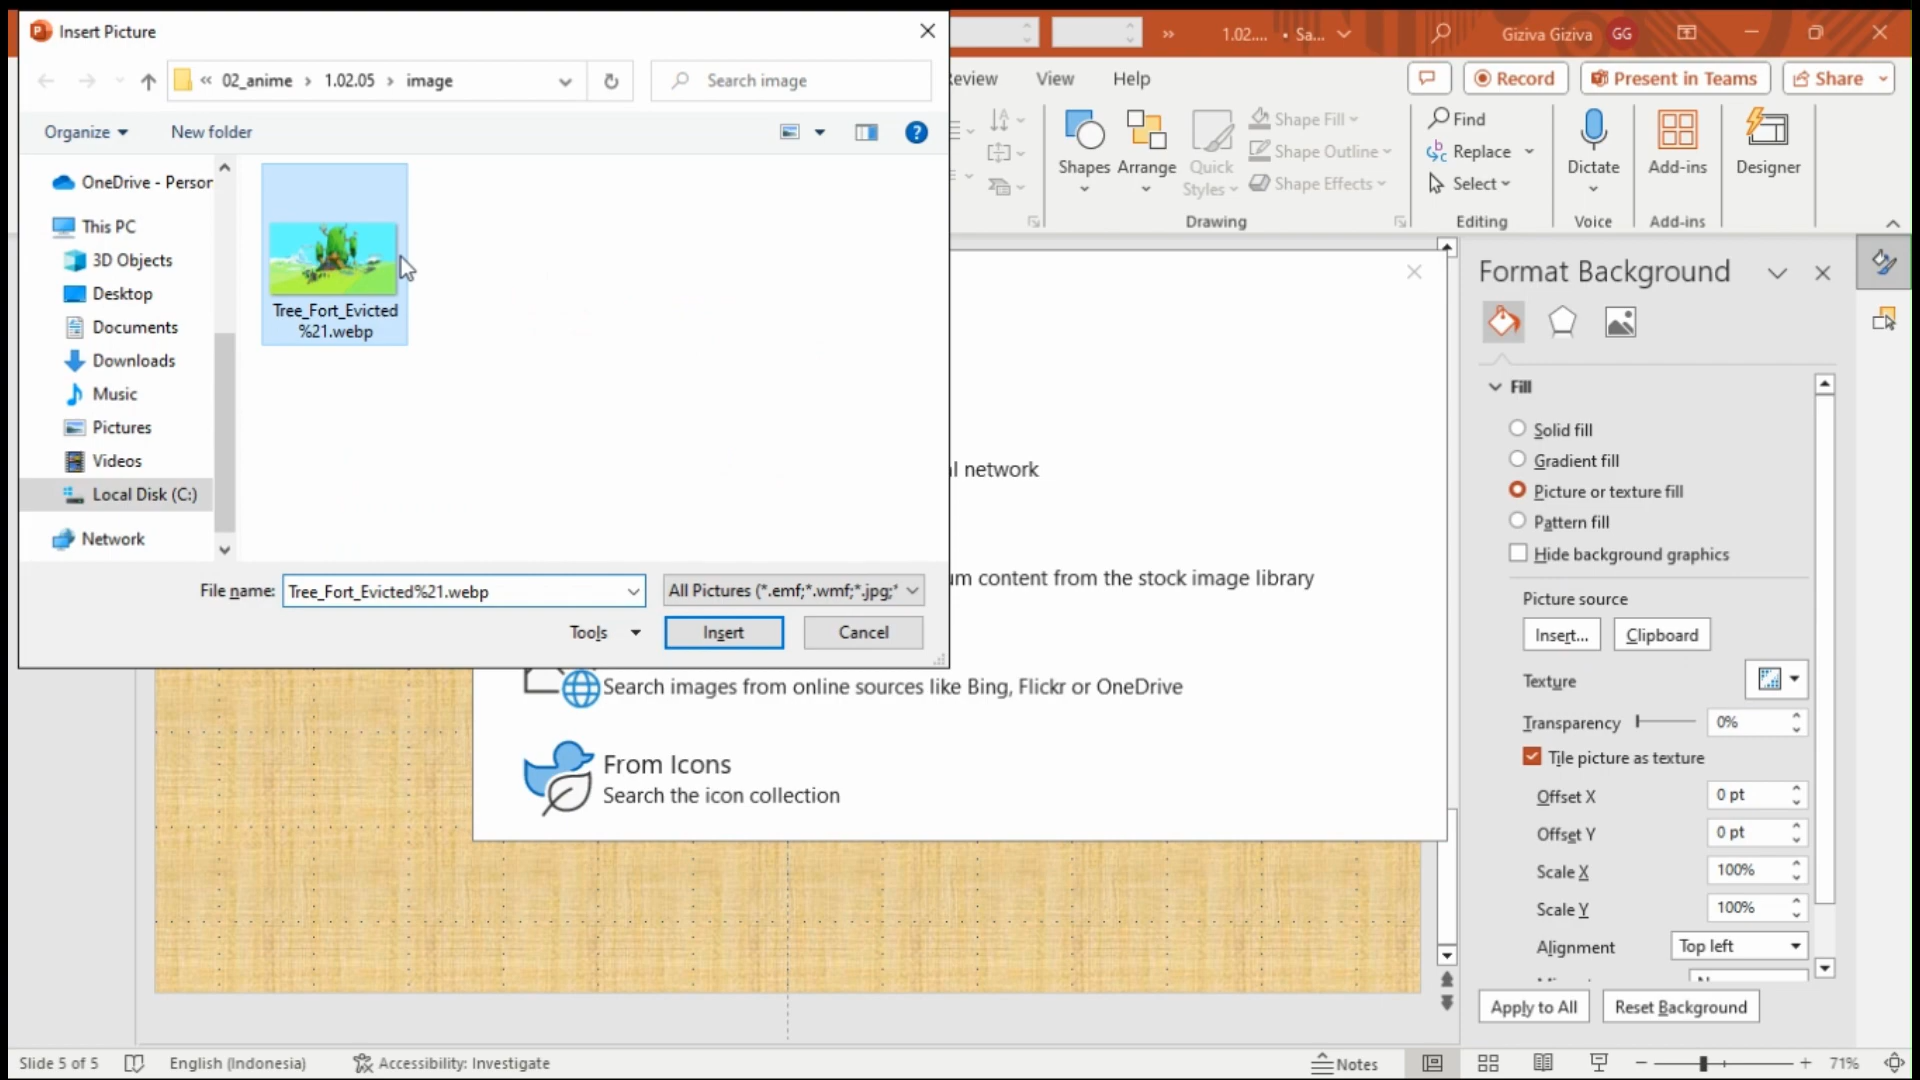 Insert Picture
1.02....
• Sa...
Giziva Giziva
GG
« 02_anime › 1.02.05 › image
Search image
View
Help
Record
Present in Teams
Share
Organize
New folder
OneDrive - Person
This PC
3D Objects
Desktop
Documents
Downloads
Music
Pictures
Videos
Local Disk (C:)
Network
Tree_Fort_Evicted
%21.webp
File name:
Tree_Fort_Evicted%21.webp
All Pictures (*.emf;*.wmf;*.jpg;*
Tools
Insert
Cancel
Shapes
Arrange
Quick
Styles
Shape Fill
Shape Outline
Shape Effects
Drawing
Find
Replace
Select
Editing
Dictate
Voice
Add-ins
Add-ins
Designer
network
content from the stock image library
Search images from online sources like Bing, Flickr or OneDrive
From Icons
Search the icon collection
Format Background
Fill
Solid fill
Gradient fill
Picture or texture fill
Pattern fill
Hide background graphics
Picture source
Insert...
Clipboard
Texture
Transparency
0%
Tile picture as texture
Offset X
0 pt
Offset Y
0 pt
Scale X
100%
Scale Y
100%
Alignment
Top left
Apply to All
Reset Background
Slide 5 of 5
English (Indonesia)
Accessibility: Investigate
Notes
71%